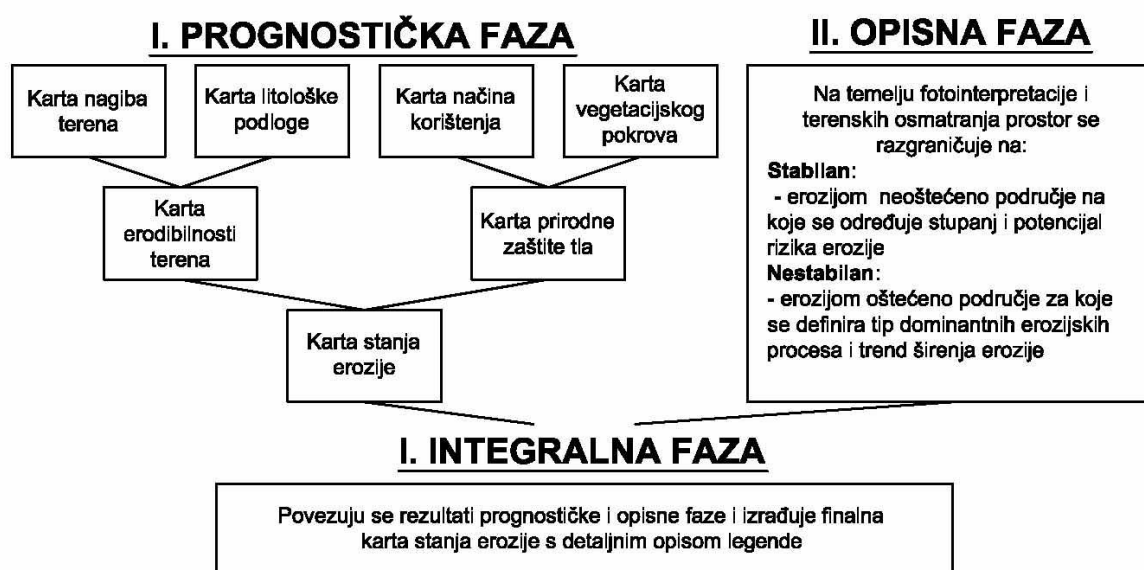 I. PROGNOSTIČKA FAZA
Karta nagiba
terena
Karta litološke
podloge
Karta načina
korištenja
Karta
vegetacijskog
pokrova
Karta
erodibilnosti
terena
Karta prirodne
zaštite tla
Karta stanja
erozije
II. OPISNA FAZA
Na temelju fotointerpretacije i
terenskih osmatranja prostor se
razgraničuje na:
Stabilan:
- erozijom neoštećeno područje na
koje se određuje stupanj i potencijal
rizika erozije
Nestabilan:
- erozijom oštećeno područje za koje
se definira tip dominantnih erozijskih
procesa i trend širenja erozije
I. INTEGRALNA FAZA
Povezuju se rezultati prognostičke i opisne faze i izrađuje finalna
karta stanja erozije s detaljnim opisom legende